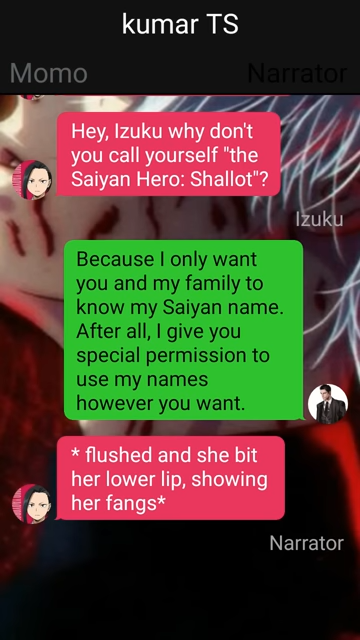 kumar TS
Momo
Narrator
Hey, Izuku why don't
you call yourself "the
Saiyan Hero: Shallot"?
Izuku
Because I only want
you and my family to
know my Saiyan name.
After all, I give you
special permission to
use my names
however you want.
* flushed and she bit
her lower lip, showing
her fangs*
Narrator